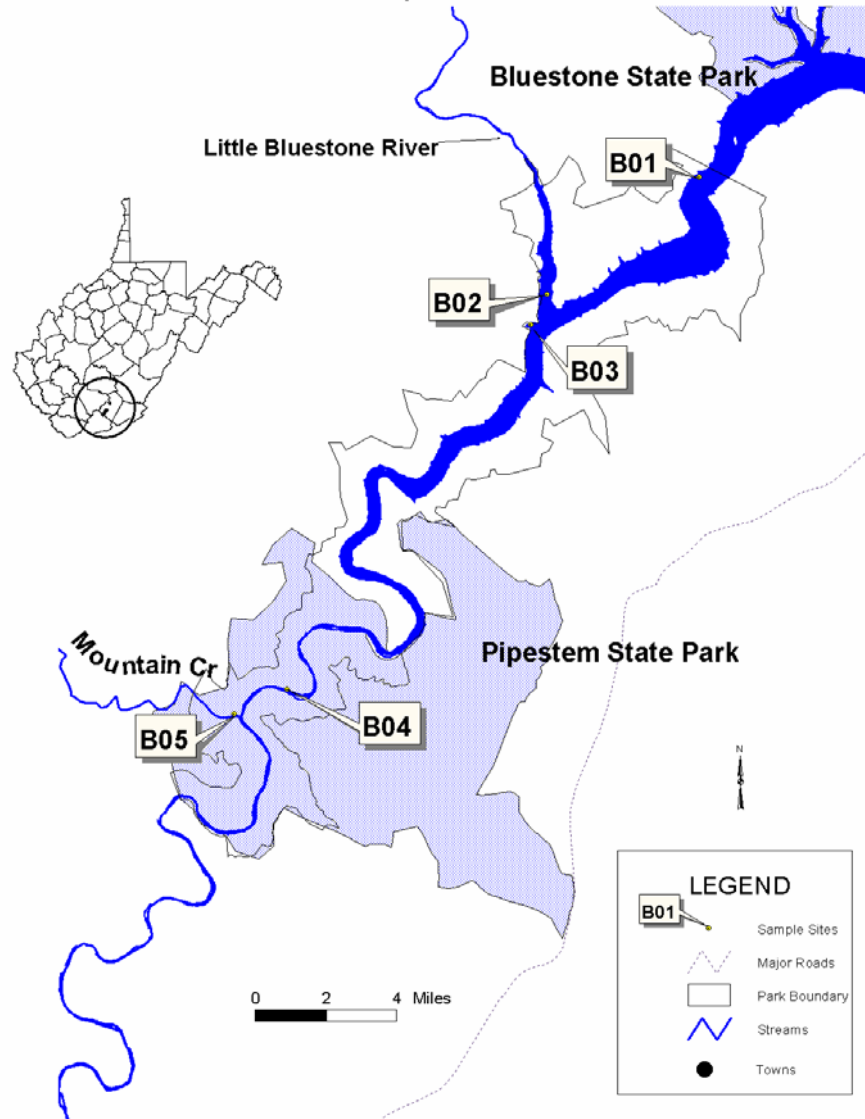 Bluestone State Park
Little Bluestone River
B01
B02
B03
Mountain Cr
Pipestem State Park
B04
B05
N
LEGEND
B01
Sample Sites
Major Roads
Park Boundary
Streams
Towns
0 2 4 Miles